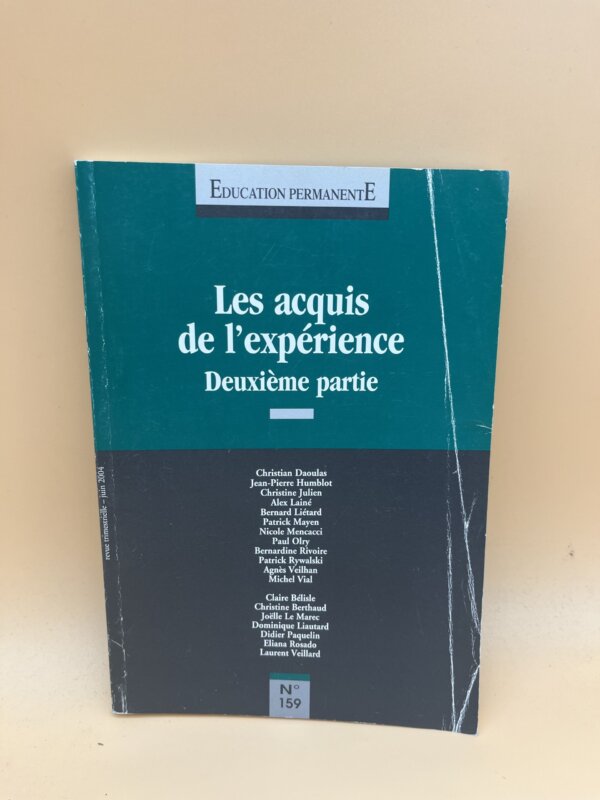 EDUCATION PERMANENTE
Les acquis
de l'expérience
Deuxième partie
Christian Daoulas
Jean-Pierre Humblot
Christine Julien
Alex Lainé
Bernard Liétard
Patrick Mayen
Nicole Mencacci
Paul Olry
Bernardine Rivoire
Patrick Rywalski
Agnès Veilhan
Michel Vial
Claire Bélisle
Christine Berthaud
Joëlle Le Marec
Dominique Liautard
Didier Paquelin
Eliana Rosado
Laurent Veillard
N°
159
revue trimestrielle - juin 2004